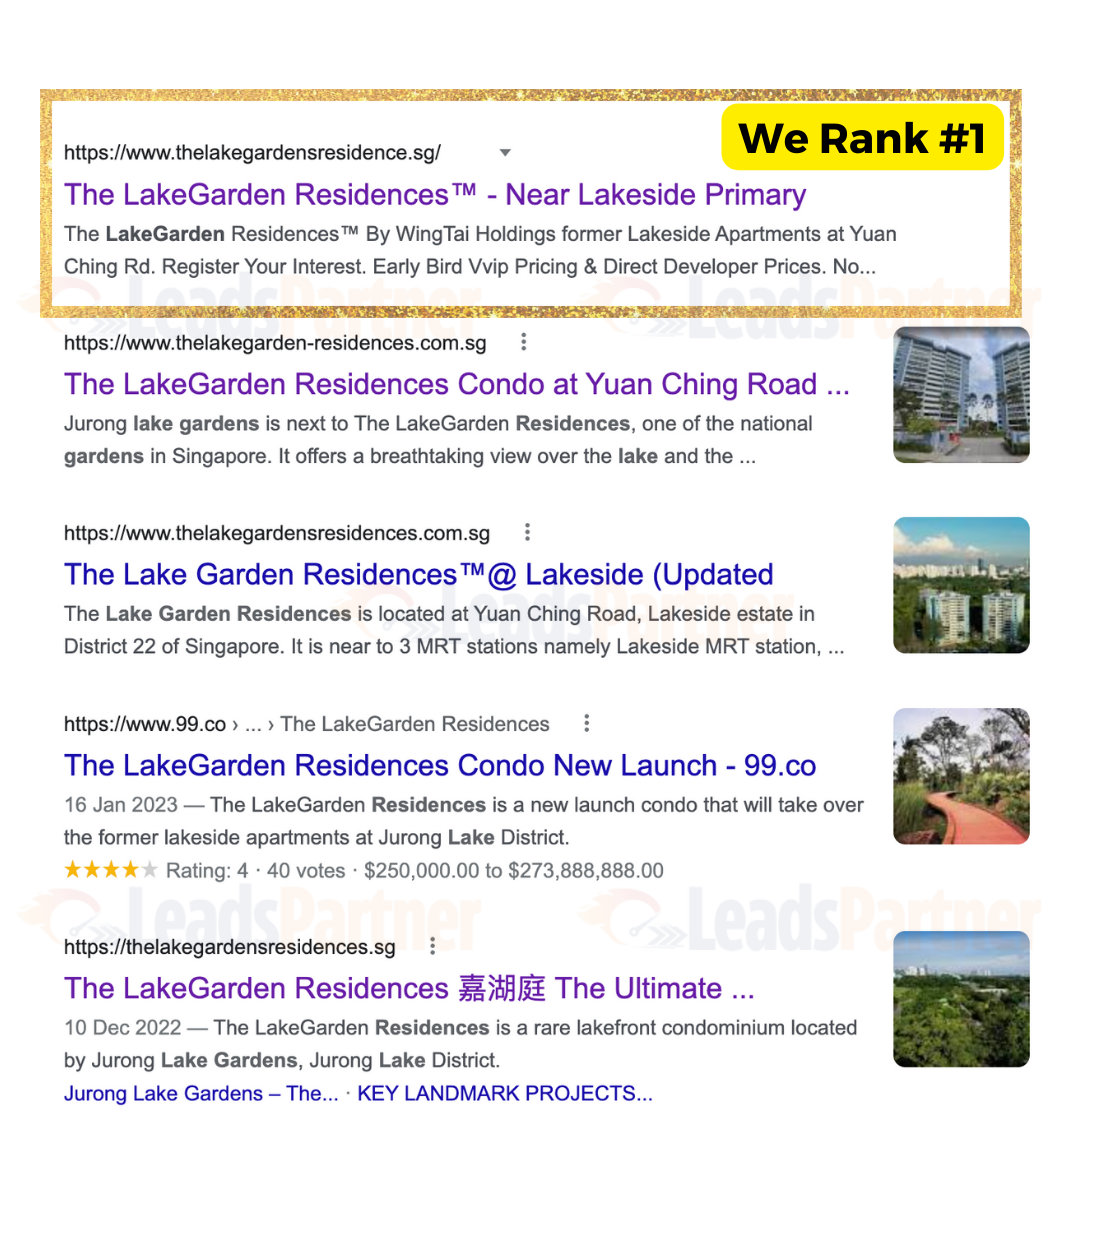 We Rank #1
https://www.thelakegardensresidence.sg/
The LakeGarden Residences™ - Near Lakeside Primary
The LakeGarden Residences™ By WingTai Holdings former Lakeside Apartments at Yuan
Ching Rd. Register Your Interest. Early Bird Vvip Pricing & Direct Developer Prices. No...
LeadsPartner LeadsPartner
https://www.thelakegarden-residences.com.sg
The LakeGarden Residences Condo at Yuan Ching Road ...
Jurong lake gardens is next to The LakeGarden Residences, one of the national
gardens in Singapore. It offers a breathtaking view over the lake and the ...
https://www.thelakegardensresidences.com.sg
The Lake Garden Residences™@ Lakeside (Updated
The Lake Garden Residences is located at Yuan Ching Road, Lakeside estate in
LeadsPartner
District 22 of Singapore. It is near to 3 MRT stations namely Lakeside MRT station, ...
https://www.99.co › ... › The LakeGarden Residences
The LakeGarden Residences Condo New Launch - 99.co
16 Jan 2023 — The LakeGarden Residences is a new launch condo that will take over
the former lakeside apartments at Jurong Lake District.
Rating: 4 · 40 votes · $250,000.00 to $273,888,888.00
LeadsPartner LeadsPartner
https://thelakegardensresidences.sg
The LakeGarden Residences 嘉湖庭 The Ultimate ...
10 Dec 2022 — The LakeGarden Residences is a rare lakefront condominium located
by Jurong Lake Gardens, Jurong Lake District.
Jurong Lake Gardens – The... · KEY LANDMARK PROJECTS...